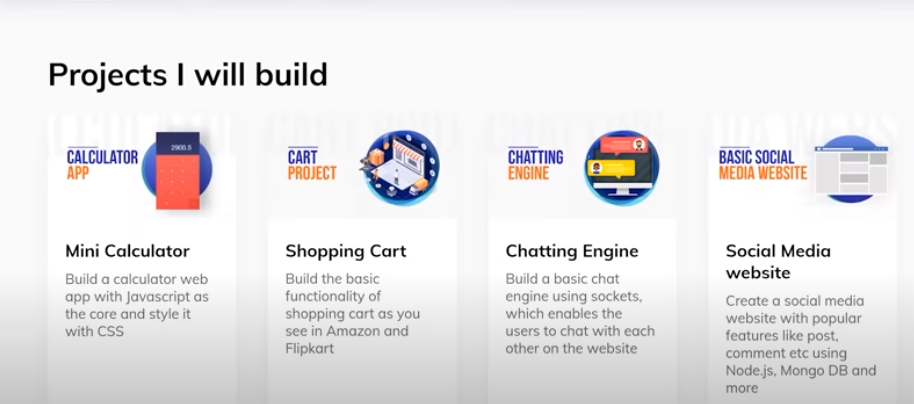 Projects I will build
CALCULATOR
APP
2900.5
Mini Calculator
Build a calculator web
app with Javascript as
the core and style it
with CSS
CART
PROJECT
Shopping Cart
Build the basic
functionality of
shopping cart as you
see in Amazon and
Flipkart
CHATTING
ENGINE
Chatting Engine
Build a basic chat
engine using sockets,
which enables the
users to chat with each
other on the website
BASIC SOCIAL
MEDIA WEBSITE
Social Media
website
Create a social media
website with popular
features like post,
comment etc using
Node.js, Mongo DB and
more